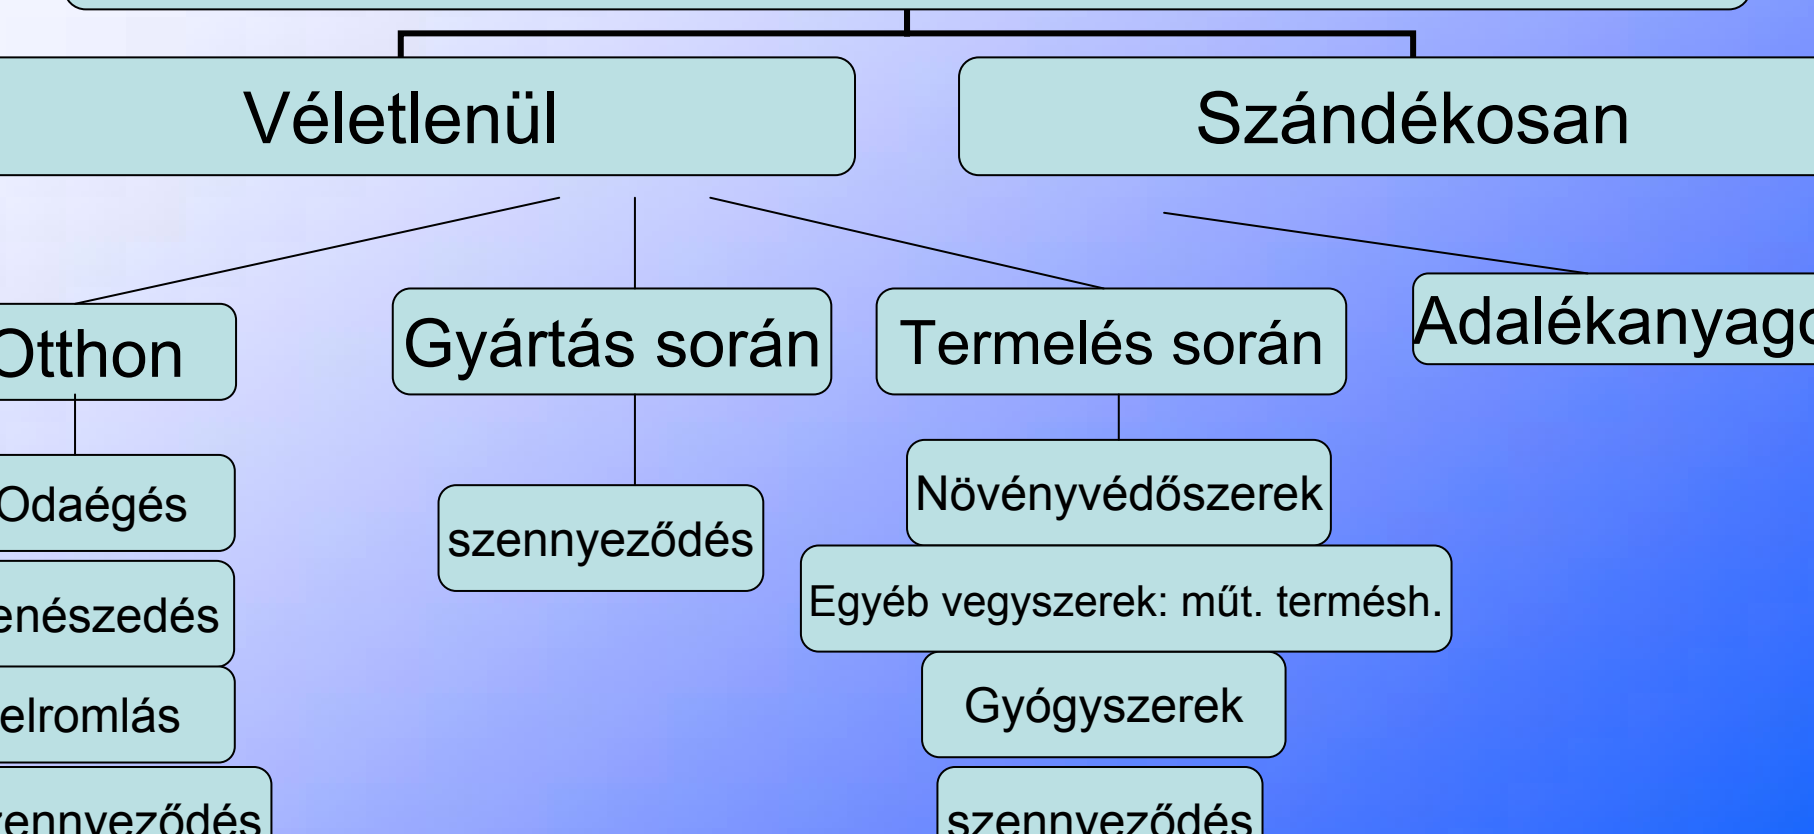 Véletlenül
Szándékosan
Otthon
Gyártás során
Termelés során
Adalékanyago
Odaégés
szennyeződés
Növényvédőszerek
enészedés
Egyéb vegyszerek: műt. termésh.
elromlás
Gyógyszerek
zennyeződés
szennyeződés